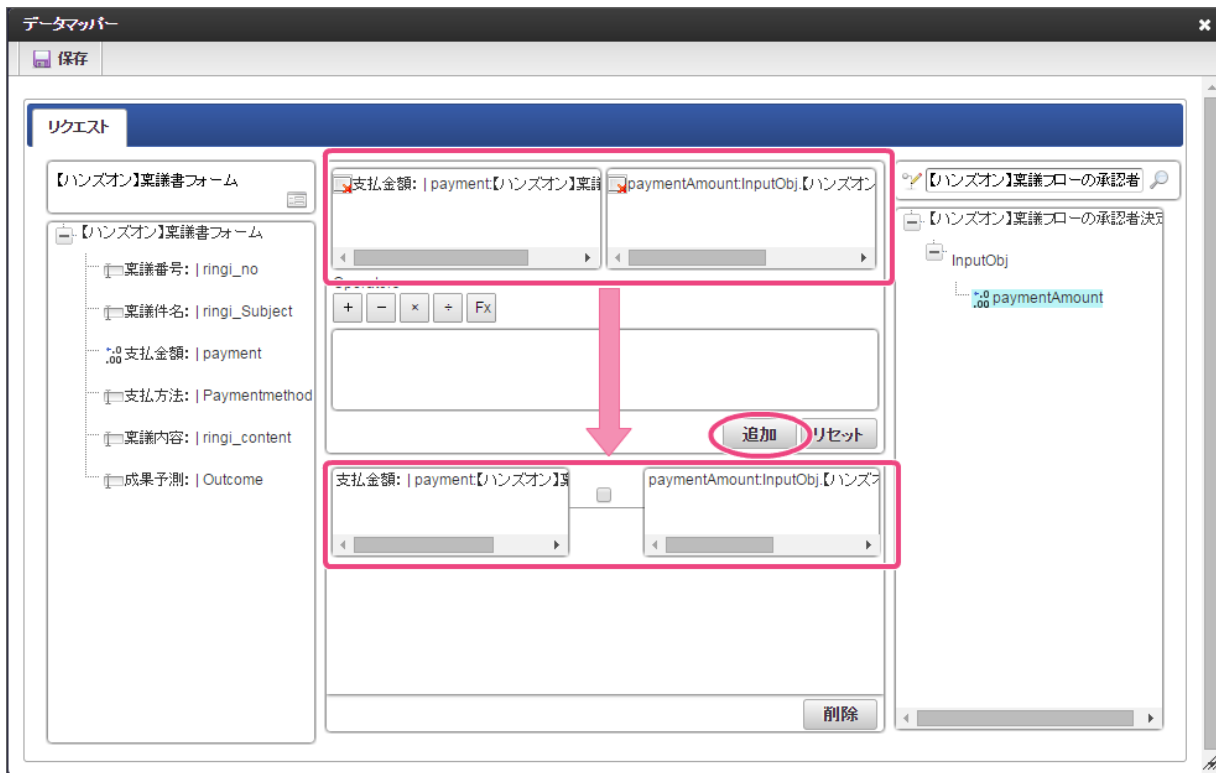 データマッパー
保存
リクエスト
【ハンズオン】稟議書フォーム
【ハンズオン】稟議書フォーム
稟議番号: | ringi_no
稟議件名: | ringi_Subject
支払金額: | payment
支払方法: | Paymentmethod
稟議内容: | ringi_content
成果予測: | Outcome
支払金額: | payment:【ハンズオン】稟議
paymentAmount:InputObj.【ハンズオン
Operators
+ − × ÷ Fx
追加 リセット
支払金額: | payment:【ハンズオン】
paymentAmount:InputObj.【ハンズ
削除
【ハンズオン】稟議フローの承認者
【ハンズオン】稟議フローの承認者決定
InputObj
paymentAmount